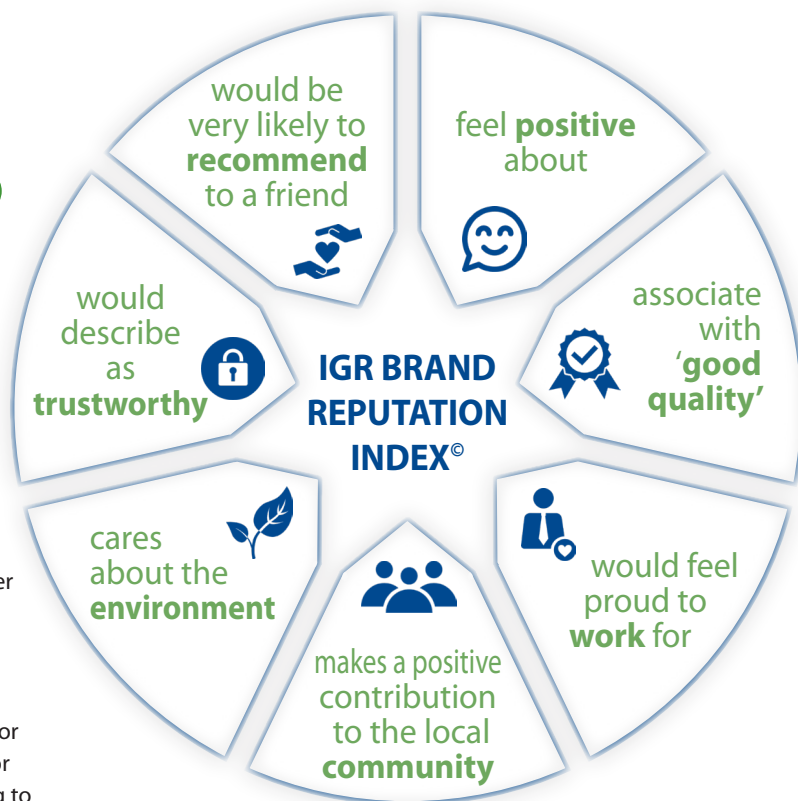 would be
very likely to
recommend
to a friend
feel positive
about
associate
with
‘good
quality’
would feel
proud to
work for
makes a positive
contribution
to the local
community
cares
about the
environment
would
describe
as
trustworthy
IGR BRAND
REPUTATION
INDEX©